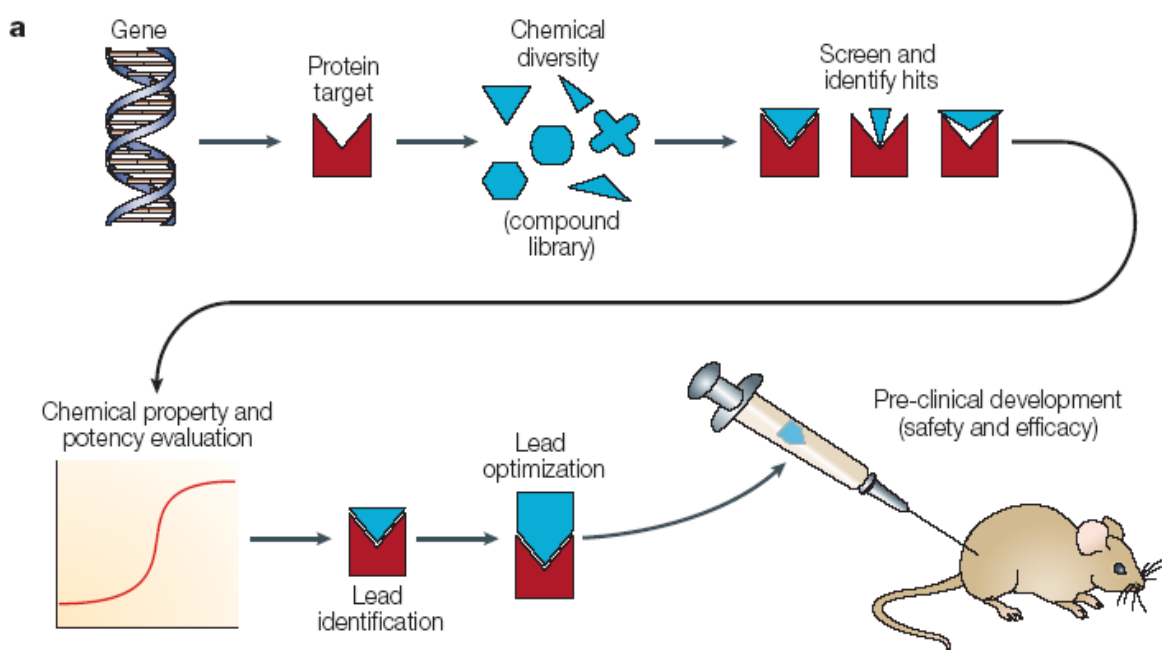 a
Gene
Protein
target
Chemical
diversity
(compound
library)
Screen and
identify hits
Chemical property and
potency evaluation
Lead
identification
Lead
optimization
Pre-clinical development
(safety and efficacy)